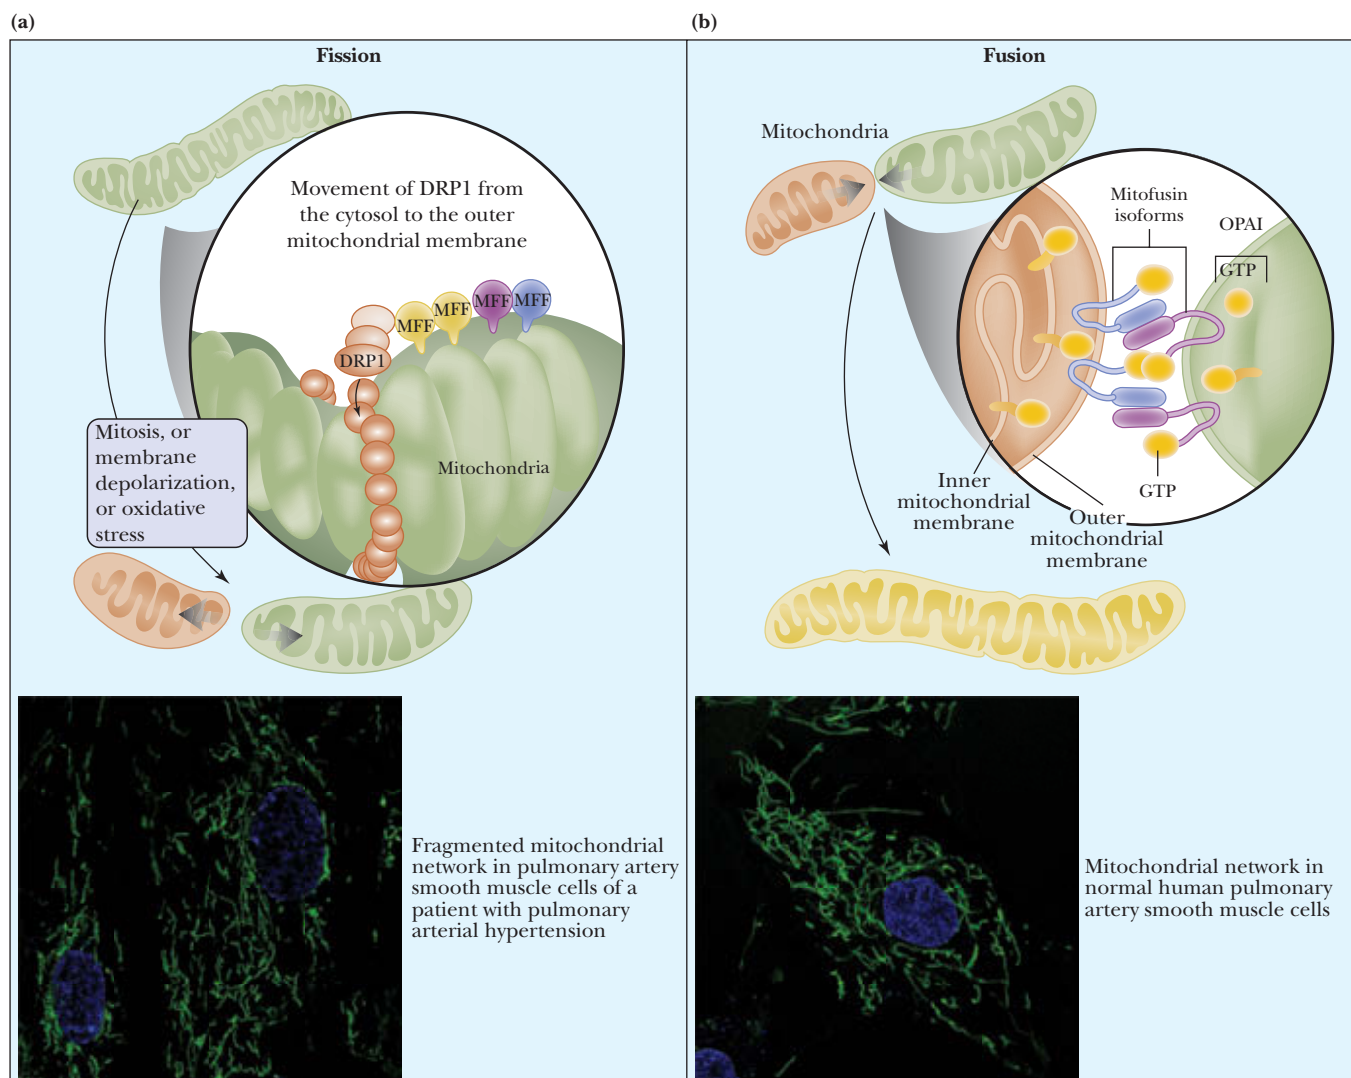 (a)
Fission
Movement of DRP1 from
the cytosol to the outer
mitochondrial membrane
MFF
MFF
MFF
MFF
DRP1
Mitochondria
Mitosis, or
membrane
depolarization,
or oxidative
stress
Fragmented mitochondrial
network in pulmonary artery
smooth muscle cells of a
patient with pulmonary
arterial hypertension
(b)
Fusion
Mitochondria
Mitofusin
isoforms
OPAI
GTP
GTP
Inner
mitochondrial
membrane
Outer
mitochondrial
membrane
Mitochondrial network in
normal human pulmonary
artery smooth muscle cells